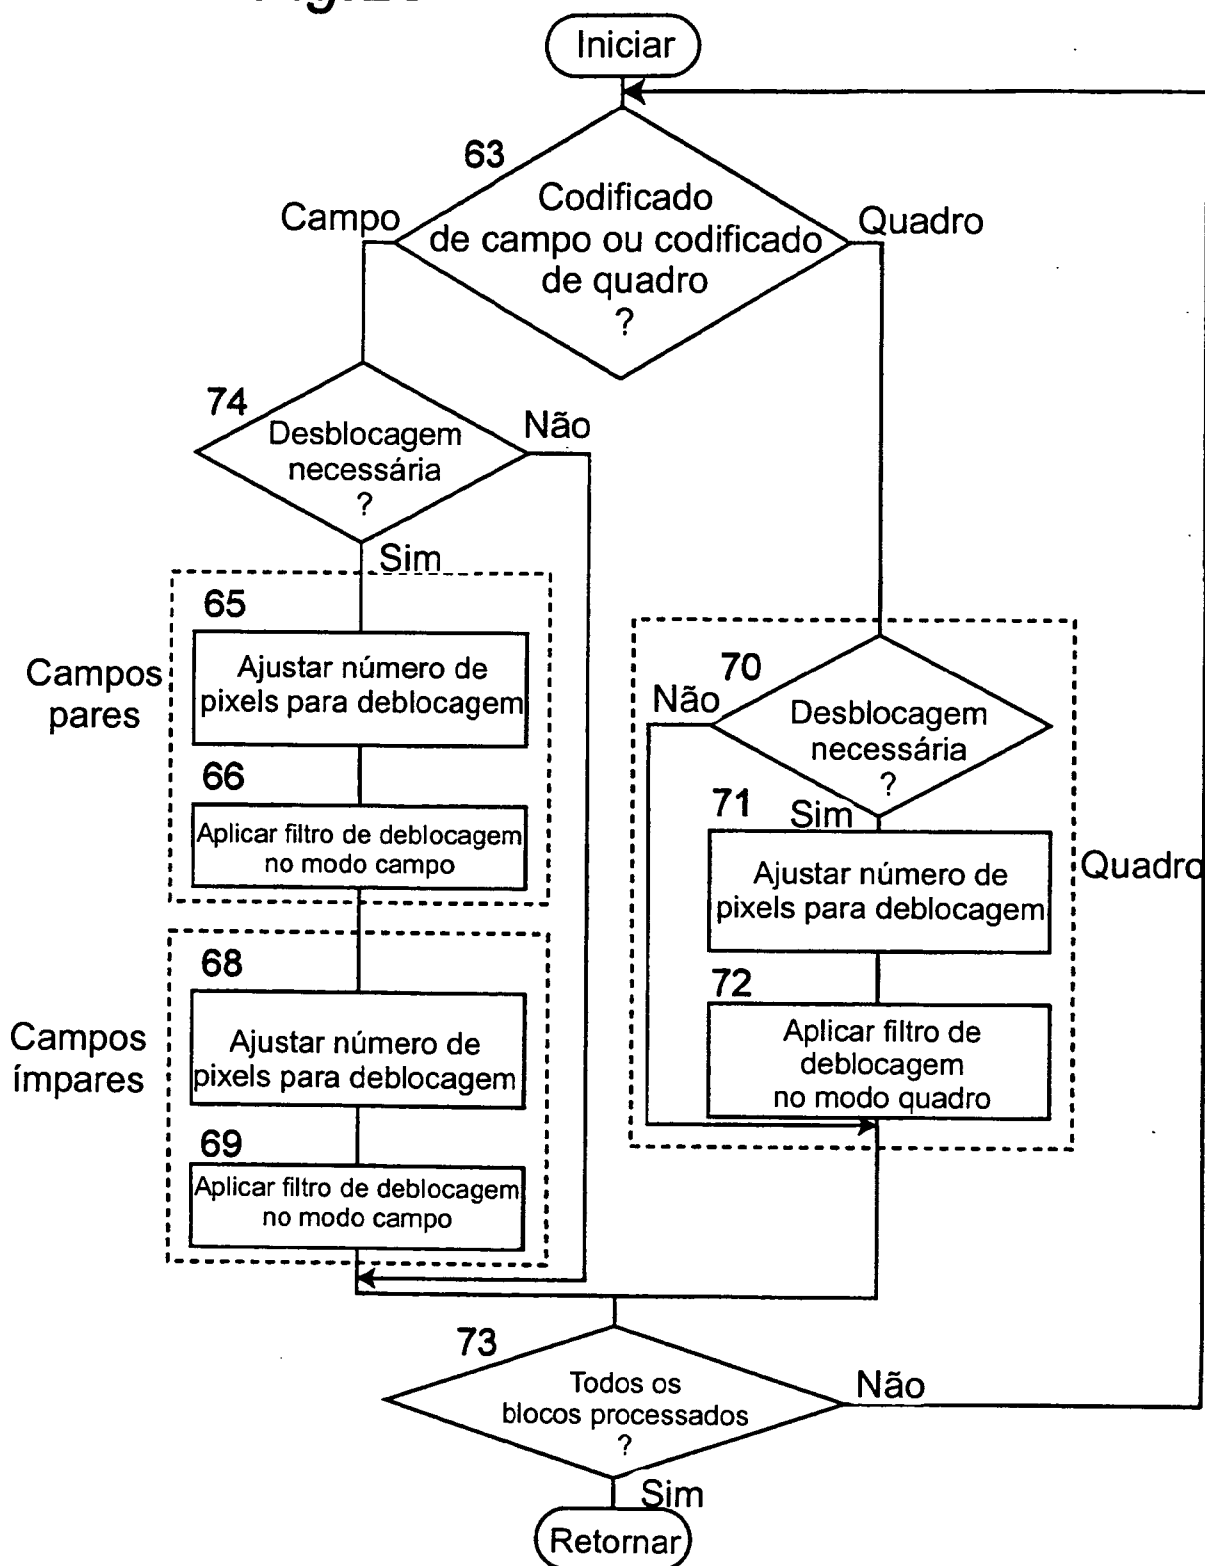 Iniciar
63
Codificado
de campo ou codificado
de quadro
?
Campo
Quadro
74
Desblocagem
necessária
?
Não
Sim
Campos
pares
65
Ajustar número de
pixels para deblocagem
66
Aplicar filtro de deblocagem
no modo campo
Campos
ímpares
68
Ajustar número de
pixels para deblocagem
69
Aplicar filtro de deblocagem
no modo campo
70
Não
Desblocagem
necessária
?
Sim
71
Ajustar número de
pixels para deblocagem
Quadro
72
Aplicar filtro de
deblocagem
no modo quadro
73
Todos os
blocos processados
?
Não
Sim
Retornar